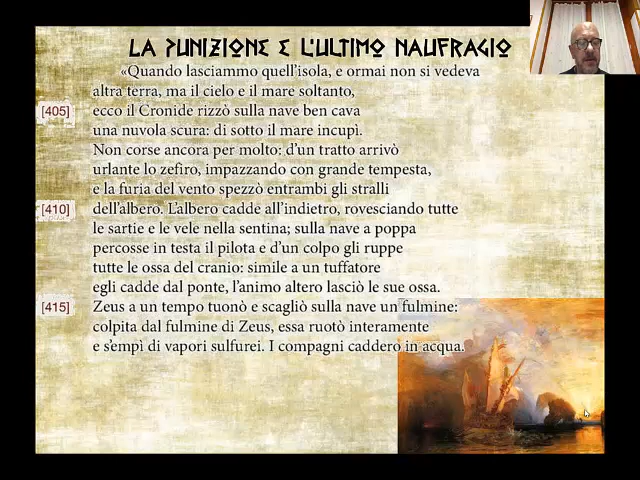 LA PUNIZIONE E L'ULTIMO NAUFRAGIO
«Quando lasciammo quell'isola, e ormai non si vedeva
altra terra, ma il cielo e il mare soltanto,
[405] ecco il Cronide rizzò sulla nave ben cava
una nuvola scura: di sotto il mare incupì.
Non corse ancora per molto: d'un tratto arrivò
urlante lo zefiro, impazzando con grande tempesta,
e la furia del vento spezzò entrambi gli stralli
[410] dell'albero. L'albero cadde all'indietro, rovesciando tutte
le sartie e le vele nella sentina; sulla nave a poppa
percosse in testa il pilota e d'un colpo gli ruppe
tutte le ossa del cranio: simile a un tuffatore
egli cadde dal ponte, l'animo altero lasciò le sue ossa.
[415] Zeus a un tempo tuonò e scagliò sulla nave un fulmine:
colpita dal fulmine di Zeus, essa ruotò interamente
e s'empì di vapori sulfurei. I compagni caddero in acqua.